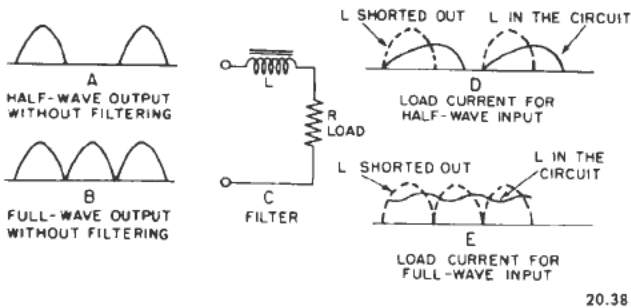 A
HALF-WAVE OUTPUT
WITHOUT FILTERING
B
FULL-WAVE OUTPUT
WITHOUT FILTERING
L
R
LOAD
C
FILTER
L SHORTED OUT
L IN THE CIRCUIT
D
LOAD CURRENT FOR
HALF-WAVE INPUT
L SHORTED OUT
L IN THE
CIRCUIT
E
LOAD CURRENT FOR
FULL-WAVE INPUT
20.38